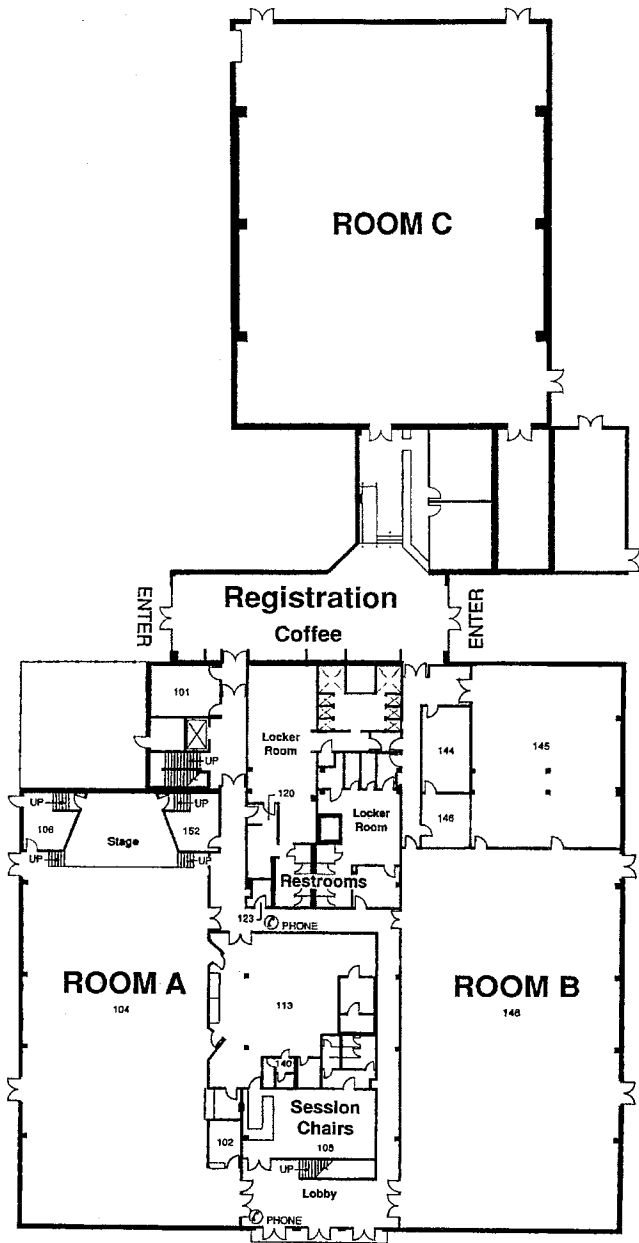 ROOM C
ENTER
Registration
Coffee
ENTER
101
UP
Locker
Room
144
145
UP
UP
120
106
Stage
152
Locker
Room
146
UP
UP
Restrooms
123
PHONE
ROOM A
104
113
ROOM B
148
140
Session
Chairs
102
105
UP
Lobby
PHONE